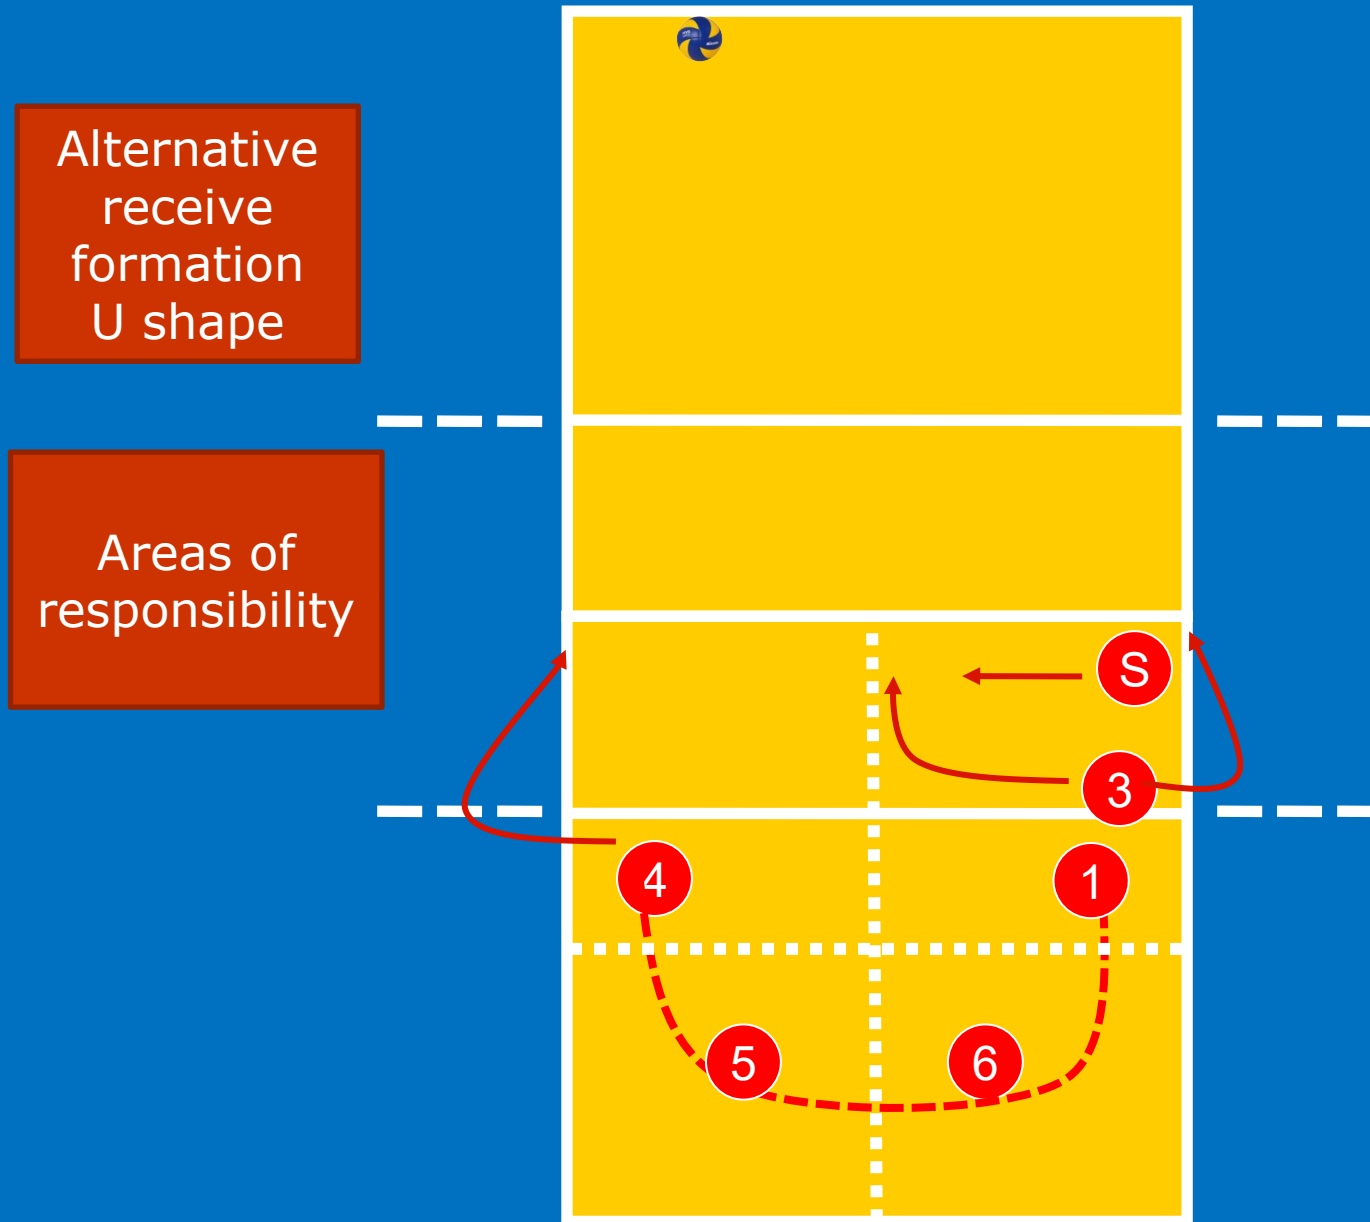 Alternative
receive
formation
U shape
Areas of
responsibility
S
3
4
1
5
6